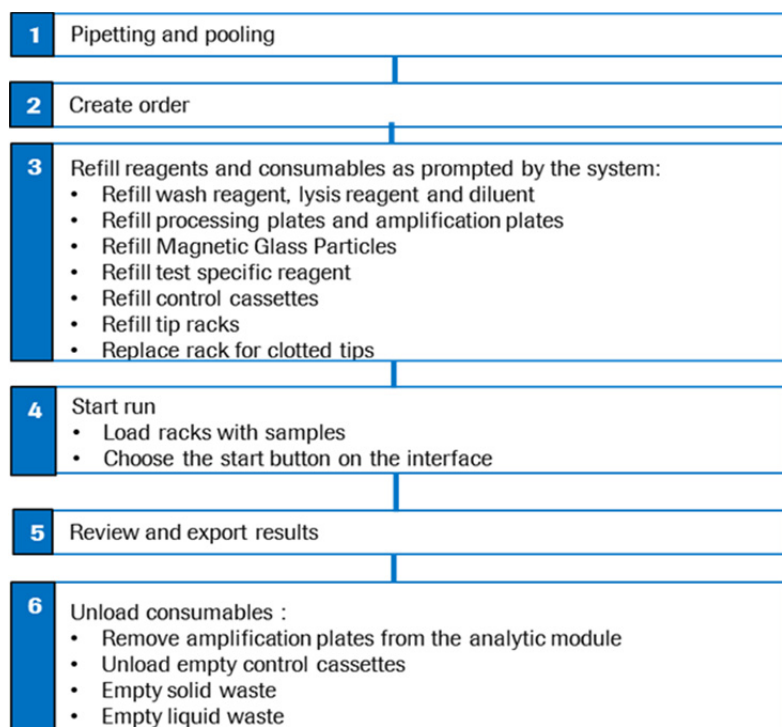 1 Pipetting and pooling
2 Create order
3 Refill reagents and consumables as prompted by the system:
• Refill wash reagent, lysis reagent and diluent
• Refill processing plates and amplification plates
• Refill Magnetic Glass Particles
• Refill test specific reagent
• Refill control cassettes
• Refill tip racks
• Replace rack for clotted tips
4 Start run
• Load racks with samples
• Choose the start button on the interface
5 Review and export results
6 Unload consumables :
• Remove amplification plates from the analytic module
• Unload empty control cassettes
• Empty solid waste
• Empty liquid waste